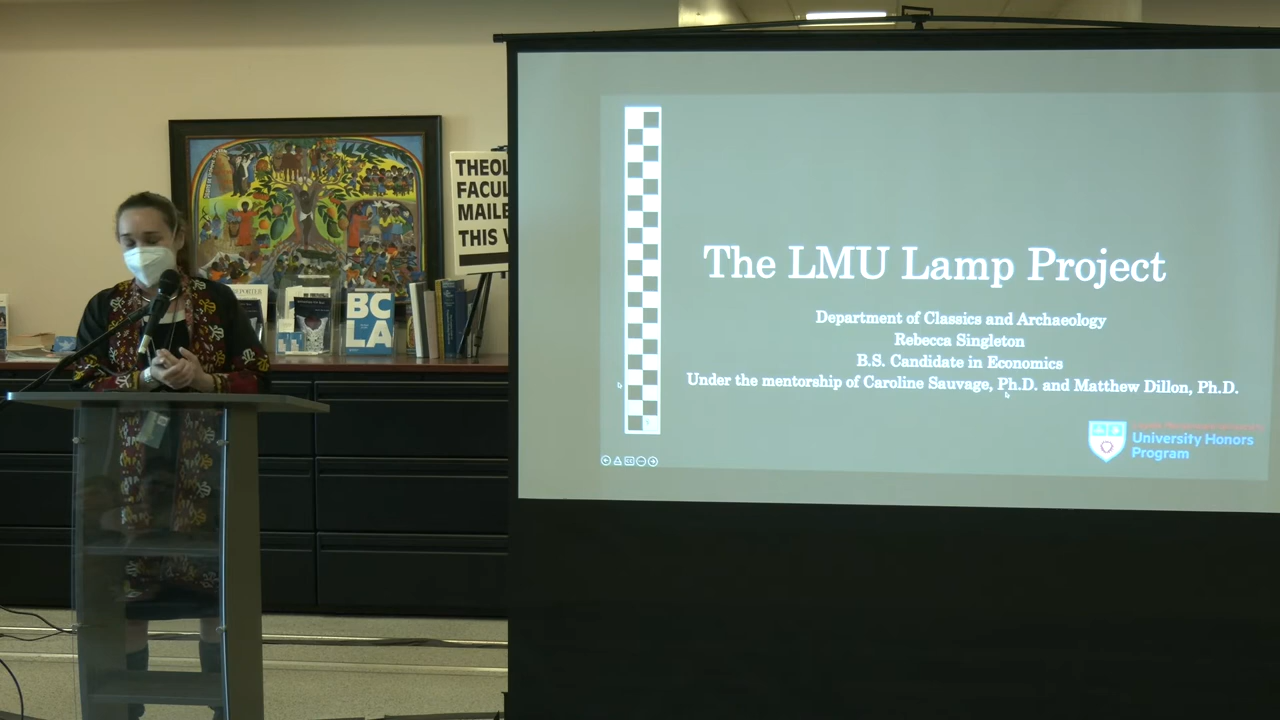 THEOL
FACUL
MAILE
THIS W
BC
LA
The LMU Lamp Project
Department of Classics and Archaeology
Rebecca Singleton
B.S. Candidate in Economics
Under the mentorship of Caroline Sauvage, Ph.D. and Matthew Dillon, Ph.D.
University Honors
Program